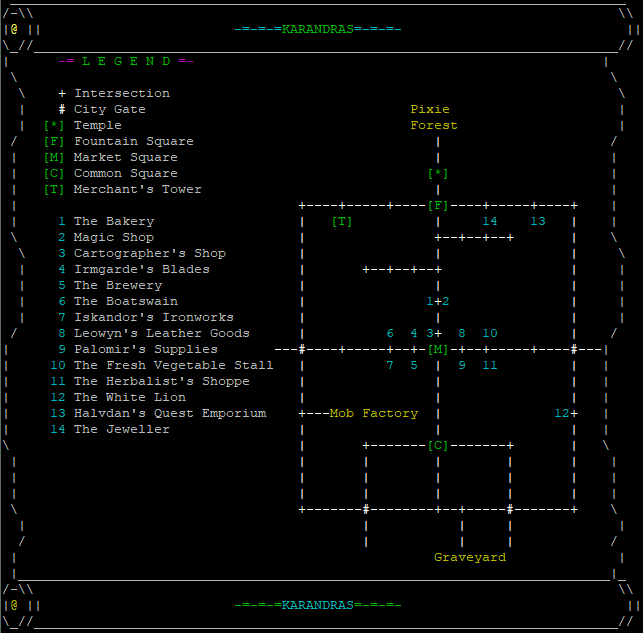 -=-=-=KARANDRAS=-=-=-
-= L E G E N D =-
+ Intersection
# City Gate
[*] Temple
[F] Fountain Square
[M] Market Square
[C] Common Square
[T] Merchant's Tower
1 The Bakery
2 Magic Shop
3 Cartographer's Shop
4 Irmgarde's Blades
5 The Brewery
6 The Boatswain
7 Iskandor's Ironworks
8 Leowyn's Leather Goods
9 Palomir's Supplies
10 The Fresh Vegetable Stall
11 The Herbalist's Shoppe
12 The White Lion
13 Halvdan's Quest Emporium
14 The Jeweller
Pixie
Forest
[*]
[F]
[T] 14 13
1+2
6 4 3+ 8 10
[M]
7 5 9 11
Mob Factory 12+
[C]
Graveyard
-=-=-=KARANDRAS=-=-=-